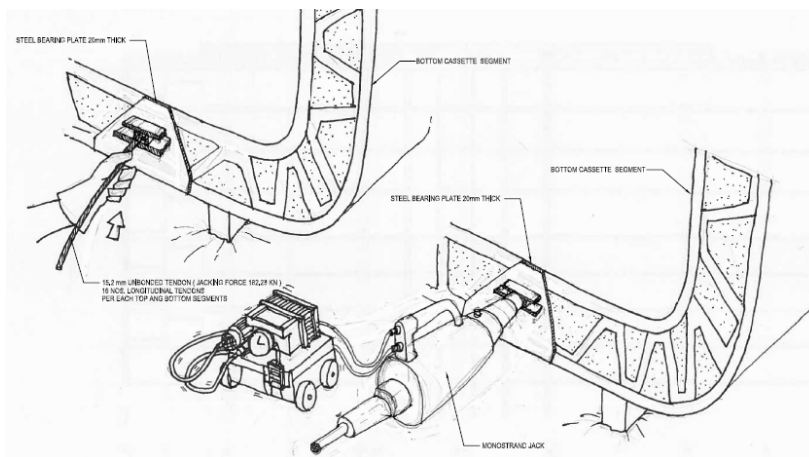 STEEL BEARING PLATE 20mm THICK
BOTTOM CASSETTE SEGMENT
BOTTOM CASSETTE SEGMENT
STEEL BEARING PLATE 20mm THICK
15,2 mm UNBONDED TENDON ( JACKING FORCE 182,28 KN )
16 NOS. LONGITUDINAL TENDONS
PER EACH TOP ANG BOTTOM SEGMENTS
MONOSTRAND JACK